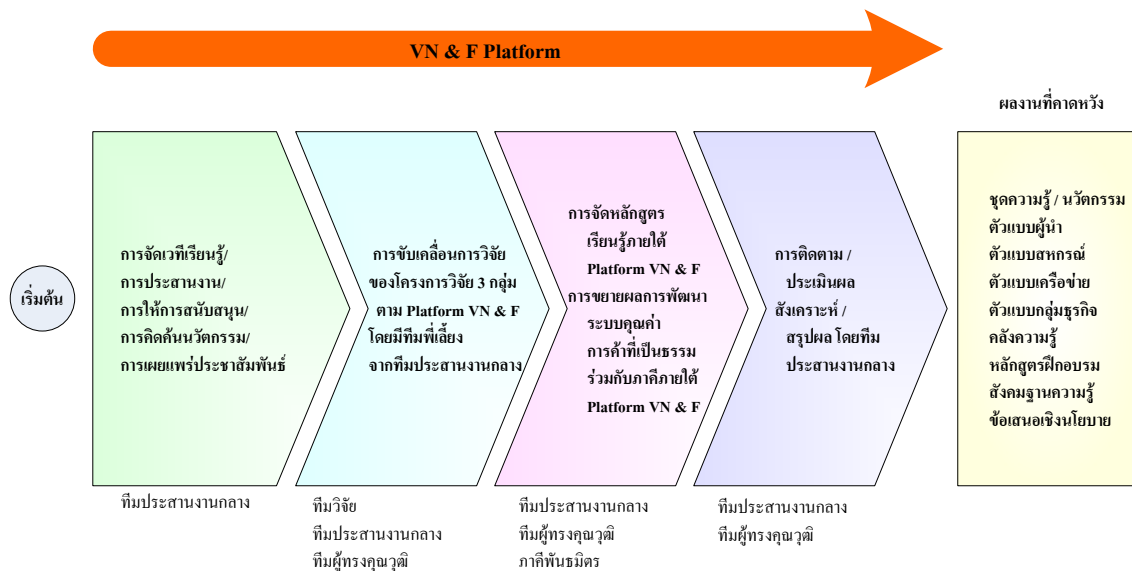 VN & F Platform
ผลงานที่คาดหวัง
เริ่มต้น
การจัดเวทีเรียนรู้/
การประสานงาน/
การให้การสนับสนุน/
การคิดค้นนวัตกรรม/
การเผยแพร่ประชาสัมพันธ์
การขับเคลื่อนการวิจัย
ของโครงการวิจัย 3 กลุ่ม
ตาม Platform VN & F
โดยมีทีมพี่เลี้ยง
จากทีมประสานงานกลาง
การจัดหลักสูตร
เรียนรู้ภายใต้
Platform VN & F
การขยายผลการพัฒนา
ระบบคุณค่า
การค้าที่เป็นธรรม
ร่วมกับภาคีภายใต้
Platform VN & F
การติดตาม /
ประเมินผล
สังเคราะห์ /
สรุปผล โดยทีม
ประสานงานกลาง
ชุดความรู้ / นวัตกรรม
ตัวแบบผู้นำ
ตัวแบบสหกรณ์
ตัวแบบเครือข่าย
ตัวแบบกลุ่มธุรกิจ
คลังความรู้
หลักสูตรฝึกอบรม
สังคมฐานความรู้
ข้อเสนอเชิงนโยบาย
ทีมประสานงานกลาง
ทีมวิจัย
ทีมประสานงานกลาง
ทีมผู้ทรงคุณวุฒิ
ทีมประสานงานกลาง
ทีมผู้ทรงคุณวุฒิ
ภาคีพันธมิตร
ทีมประสานงานกลาง
ทีมผู้ทรงคุณวุฒิ